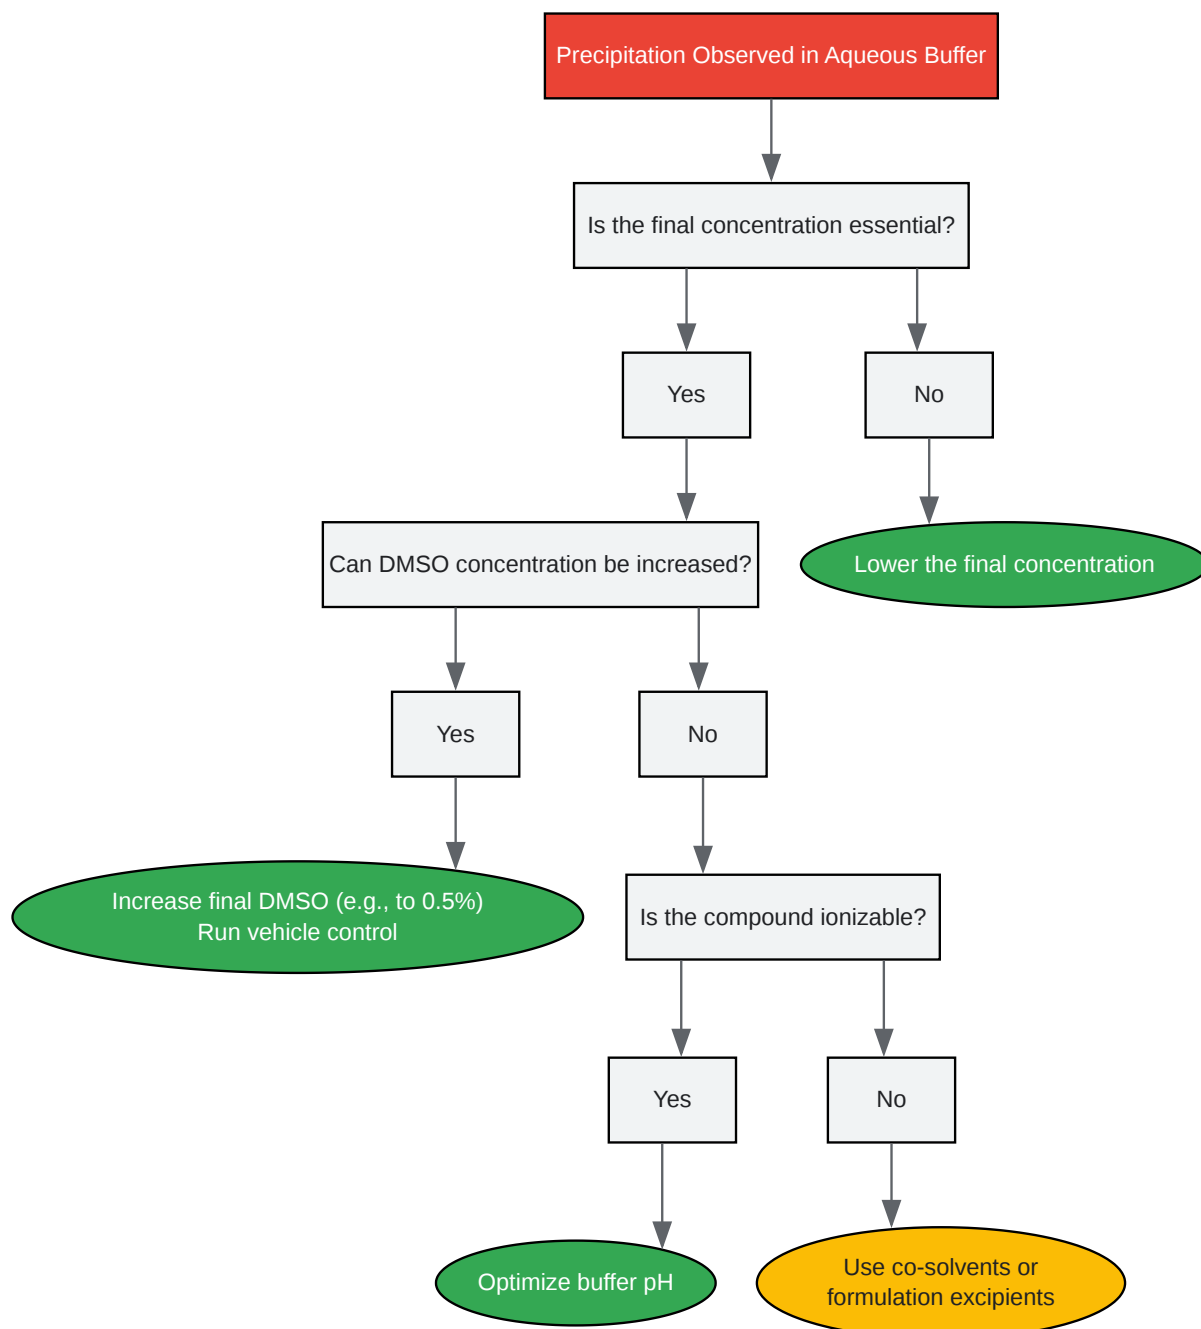 Precipitation Observed in Aqueous Buffer
Is the final concentration essential?
Yes
No
Can DMSO concentration be increased?
Lower the final concentration
Yes
No
Increase final DMSO (e.g., to 0.5%)
Run vehicle control
Is the compound ionizable?
Yes
No
Optimize buffer pH
Use co-solvents or
formulation excipients